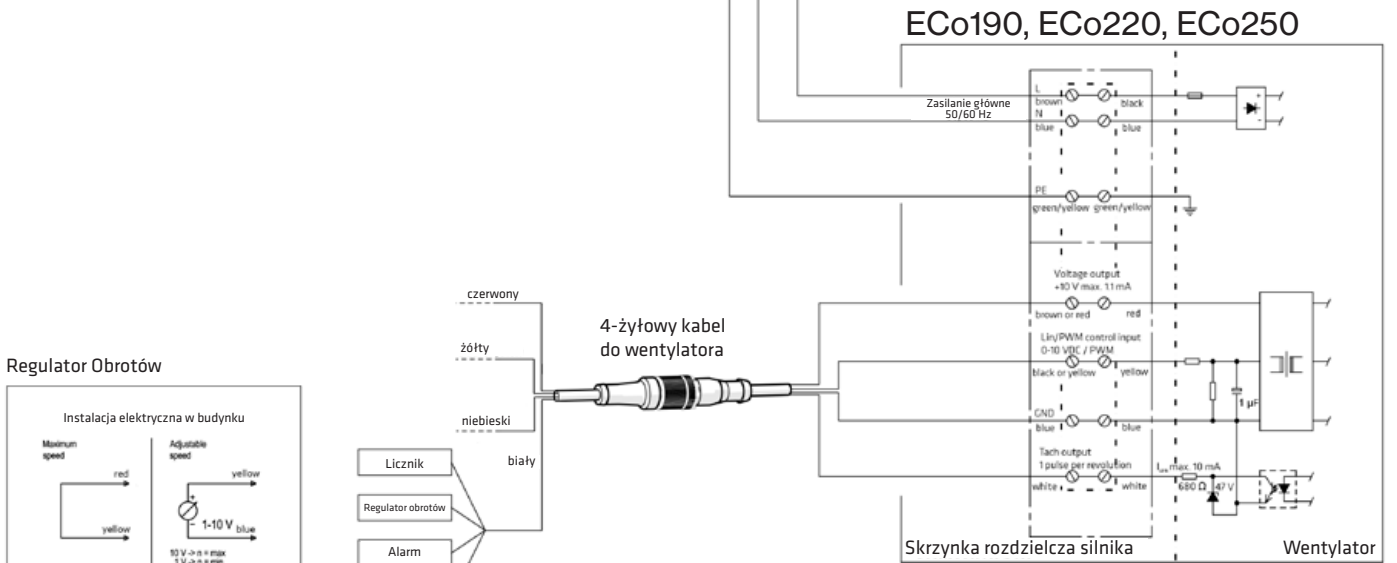 ECo190, ECo220, ECo250
Zasilanie główne
50/60 Hz
L
brown
black
N
blue
blue
PE
green/yellow
green/yellow
Voltage output
+10 V max. 1.1 mA
brown or red
red
Lin/PWM control input
0-10 VDC / PWM
black or yellow
yellow
1 µF
GND
blue
blue
Tach output
1 pulse per revolution
white
white
max. 10 mA
680 Ω
47 V
Skrzynka rozdzielcza silnika
Wentylator
czerwony
żółty
niebieski
biały
4-żyłowy kabel
do wentylatora
Licznik
Regulator obrotów
Alarm
Regulator Obrotów
Instalacja elektryczna w budynku
Maximum
speed
red
yellow
Adjustable
speed
yellow
+
-
1-10 V
blue
10 V -> n = max
1 V -> n = min